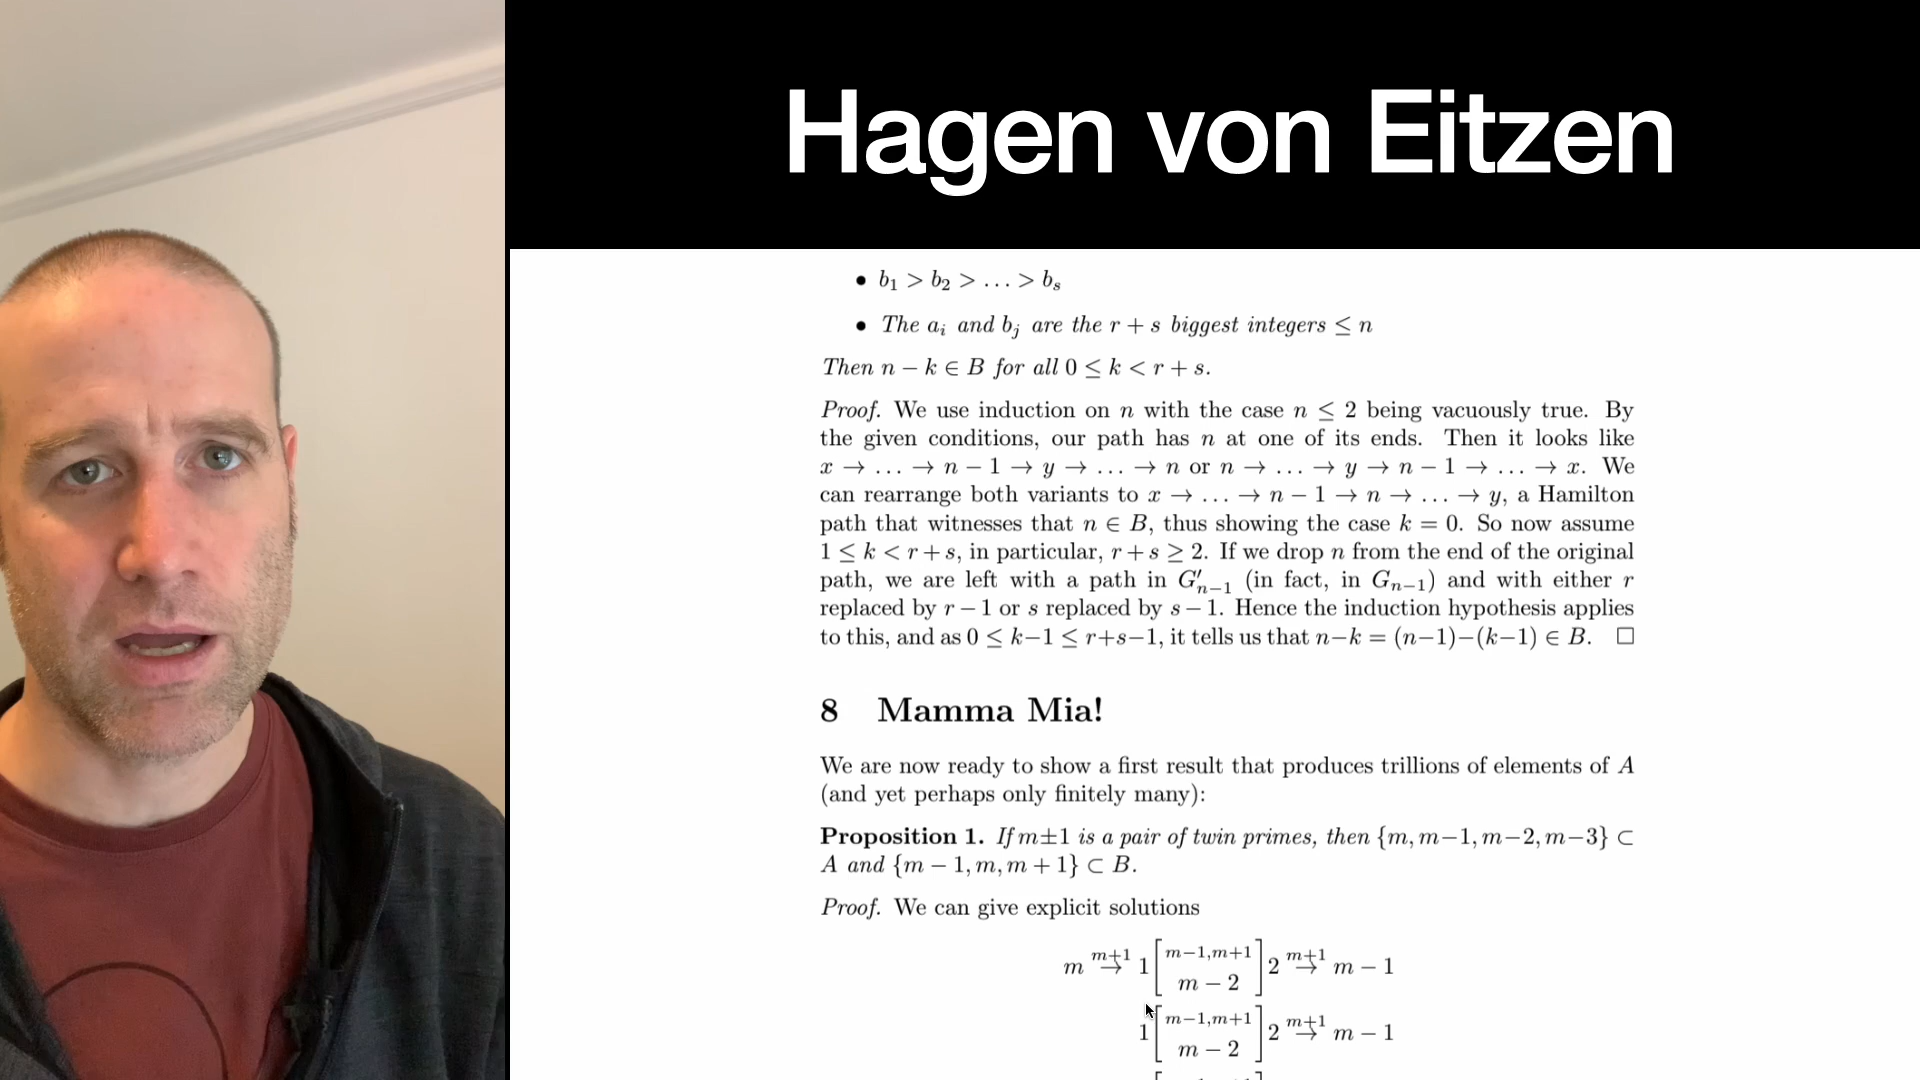 Hagen von Eitzen
• b₁ > b₂ > … > bₛ
• The aᵢ and bⱼ are the r + s biggest integers ≤ n
Then n − k ∈ B for all 0 ≤ k < r + s.
Proof. We use induction on n with the case n ≤ 2 being vacuously true. By
the given conditions, our path has n at one of its ends. Then it looks like
x → … → n − 1 → y → … → n or n → … → y → n − 1 → … → x. We
can rearrange both variants to x → … → n − 1 → n → … → y, a Hamilton
path that witnesses that n ∈ B, thus showing the case k = 0. So now assume
1 ≤ k < r + s, in particular, r + s ≥ 2. If we drop n from the end of the original
path, we are left with a path in G′ₙ₋₁ (in fact, in Gₙ₋₁) and with either r
replaced by r − 1 or s replaced by s − 1. Hence the induction hypothesis applies
to this, and as 0 ≤ k−1 ≤ r+s−1, it tells us that n−k = (n−1)−(k−1) ∈ B. □
8 Mamma Mia!
We are now ready to show a first result that produces trillions of elements of A
(and yet perhaps only finitely many):
Proposition 1. If m±1 is a pair of twin primes, then {m, m−1, m−2, m−3} ⊂
A and {m − 1, m, m + 1} ⊂ B.
Proof. We can give explicit solutions
m →^{m+1} 1 [m−1,m+1 / m − 2] 2 →^{m+1} m − 1
1 [m−1,m+1 / m − 2] 2 →^{m+1} m − 1